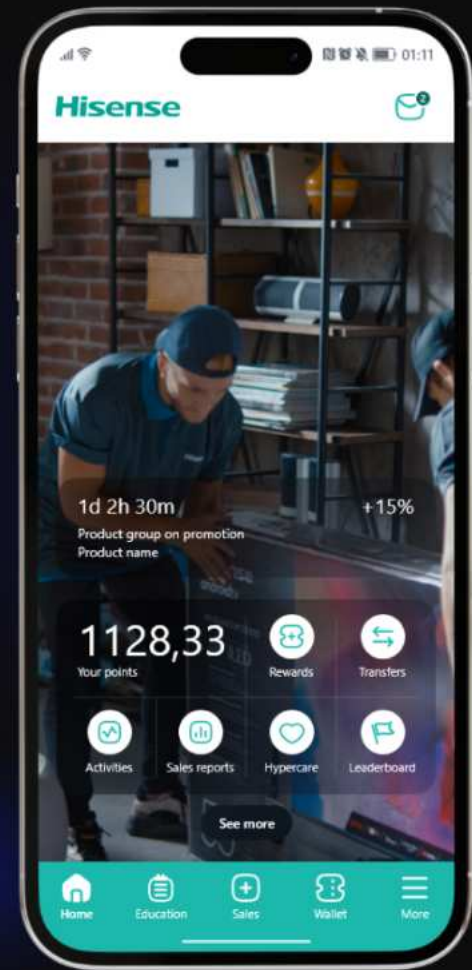 01:11
Hisense
2
1d 2h 30m
+15%
Product group on promotion
Product name
1128,33
Your points
Rewards
Transfers
Activities
Sales reports
Hypercare
Leaderboard
See more
Home
Education
Sales
Wallet
More